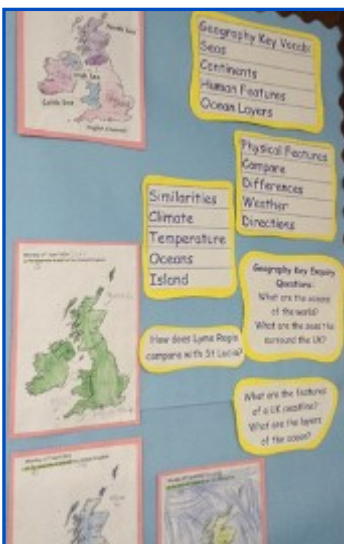 North Sea
Irish Sea
Celtic Sea
English Channel
Geography Key Vocab:
Seas
Continents
Human Features
Ocean Layers
Physical Features
Compare
Differences
Weather
Directions
Similarities
Climate
Temperature
Oceans
Island
Geography Key Enquiry
Questions:
What are the oceans
of the world?
What are the seas that
surround the UK?
How does Lyme Regis
compare with St Lucia?
What are the features
of a UK coastline?
What are the layers
of the ocean?